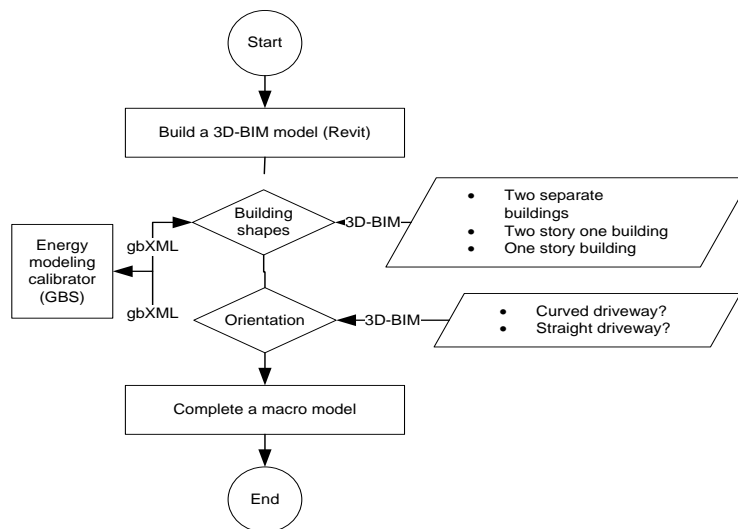 Start
Build a 3D-BIM model (Revit)
Building
shapes
3D-BIM
• Two separate
buildings
• Two story one building
• One story building
gbXML
Energy
modeling
calibrator
(GBS)
gbXML
Orientation
3D-BIM
• Curved driveway?
• Straight driveway?
Complete a macro model
End